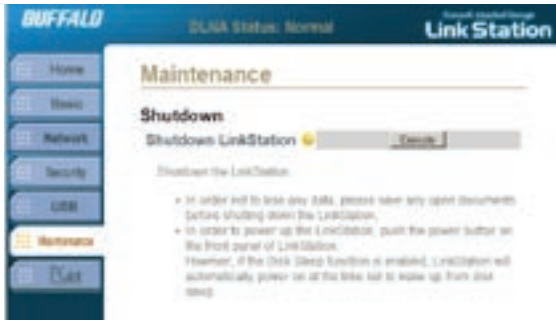 BUFFALO
DLNA Status: Normal
LinkStation
Home
Basic
Network
Security
USB
Maintenance
PCast
Maintenance
Shutdown
Shutdown LinkStation
Execute
Shutdown the LinkStation.
In order not to lose any data, please save any open documents
before shutting down the LinkStation.
In order to power up the LinkStation, push the power button on
the front panel of LinkStation.
However, if the Disk Sleep function is enabled, LinkStation will
automatically power on at the time set to wake up from disk
sleep.